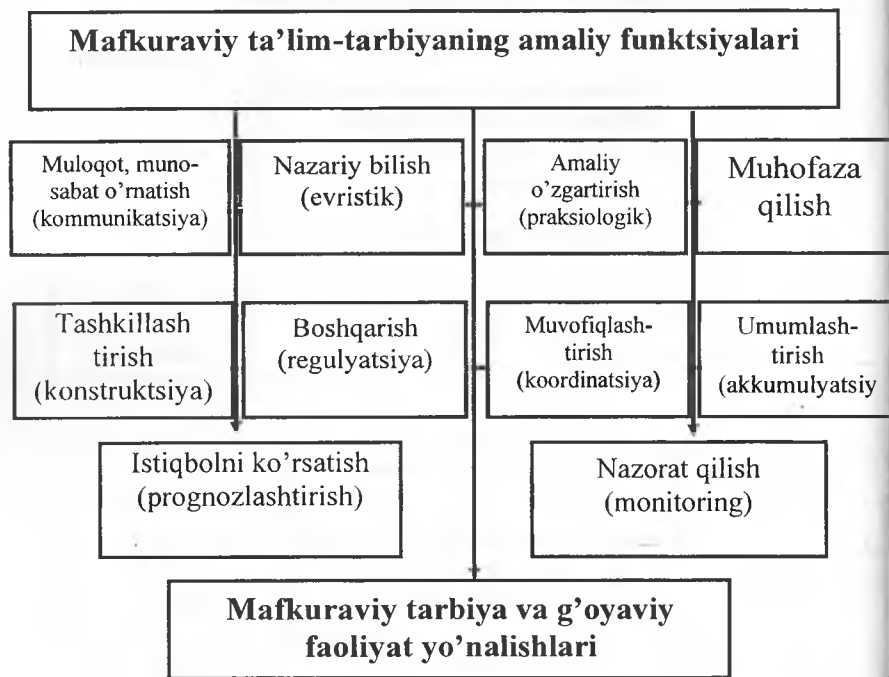 Mafkuraviy ta’lim-tarbiyaning amaliy funktsiyalari
Muloqot, muno-
sabat o’rnatish
(kommunikatsiya)
Nazariy bilish
(evristik)
Amaliy
o’zgartirish
(praksiologik)
Muhofaza
qilish
Tashkillash
tirish
(konstruktsiya)
Boshqarish
(regulyatsiya)
Muvofiqlash-
tirish
(koordinatsiya)
Umumlash-
tirish
(akkumulyatsiy
Istiqbolni ko’rsatish
(prognozlashtirish)
Nazorat qilish
(monitoring)
Mafkuraviy tarbiya va g’oyaviy
faoliyat yo’nalishlari